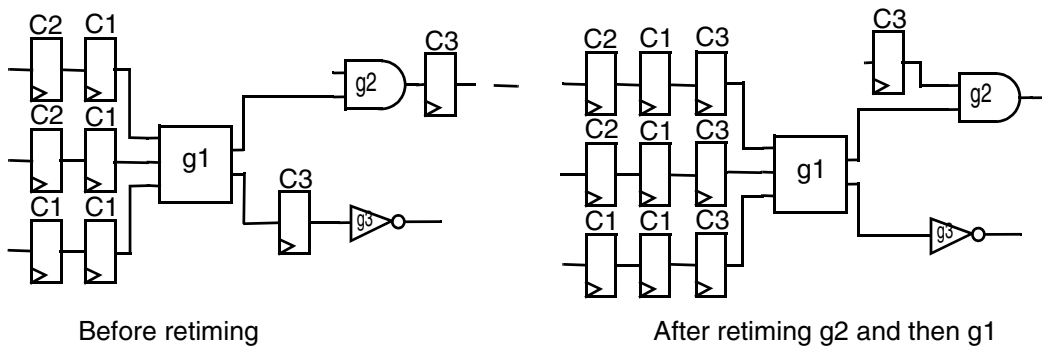 C2 C1
C3
g2
C2 C1
g1
C3
C1 C1
g3
Before retiming
C3
C2 C1 C3
g2
C2 C1 C3
g1
C1 C1 C3
g3
After retiming g2 and then g1